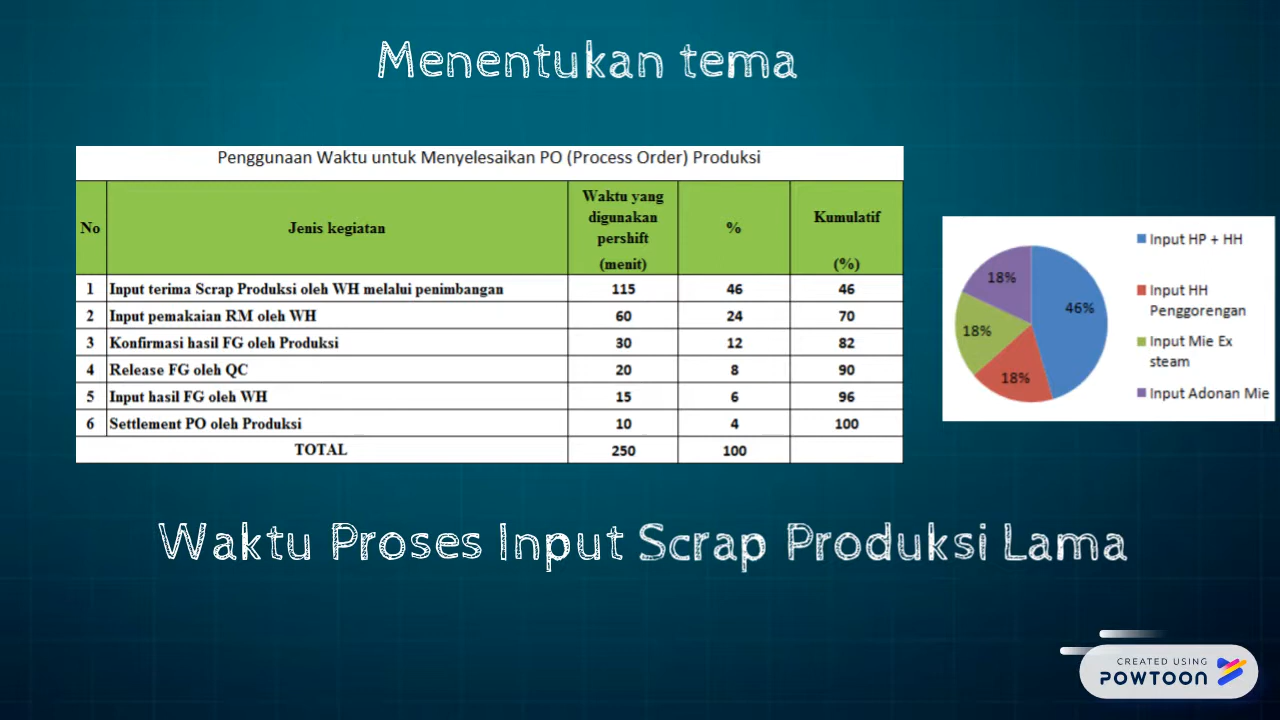 Menentukan tema
Penggunaan Waktu untuk Menyelesaikan PO (Process Order) Produksi
No Jenis kegiatan Waktu yang digunakan pershift (menit) % Kumulatif (%)
1 Input terima Scrap Produksi oleh WH melalui penimbangan 115 46 46
2 Input pemakaian RM oleh WH 60 24 70
3 Konfirmasi hasil FG oleh Produksi 30 12 82
4 Release FG oleh QC 20 8 90
5 Input hasil FG oleh WH 15 6 96
6 Settlement PO oleh Produksi 10 4 100
TOTAL 250 100
46%
18%
18%
18%
Input HP + HH
Input HH
Penggorengan
Input Mie Ex
steam
Input Adonan Mie
Waktu Proses Input Scrap Produksi Lama
CREATED USING
POWTOON